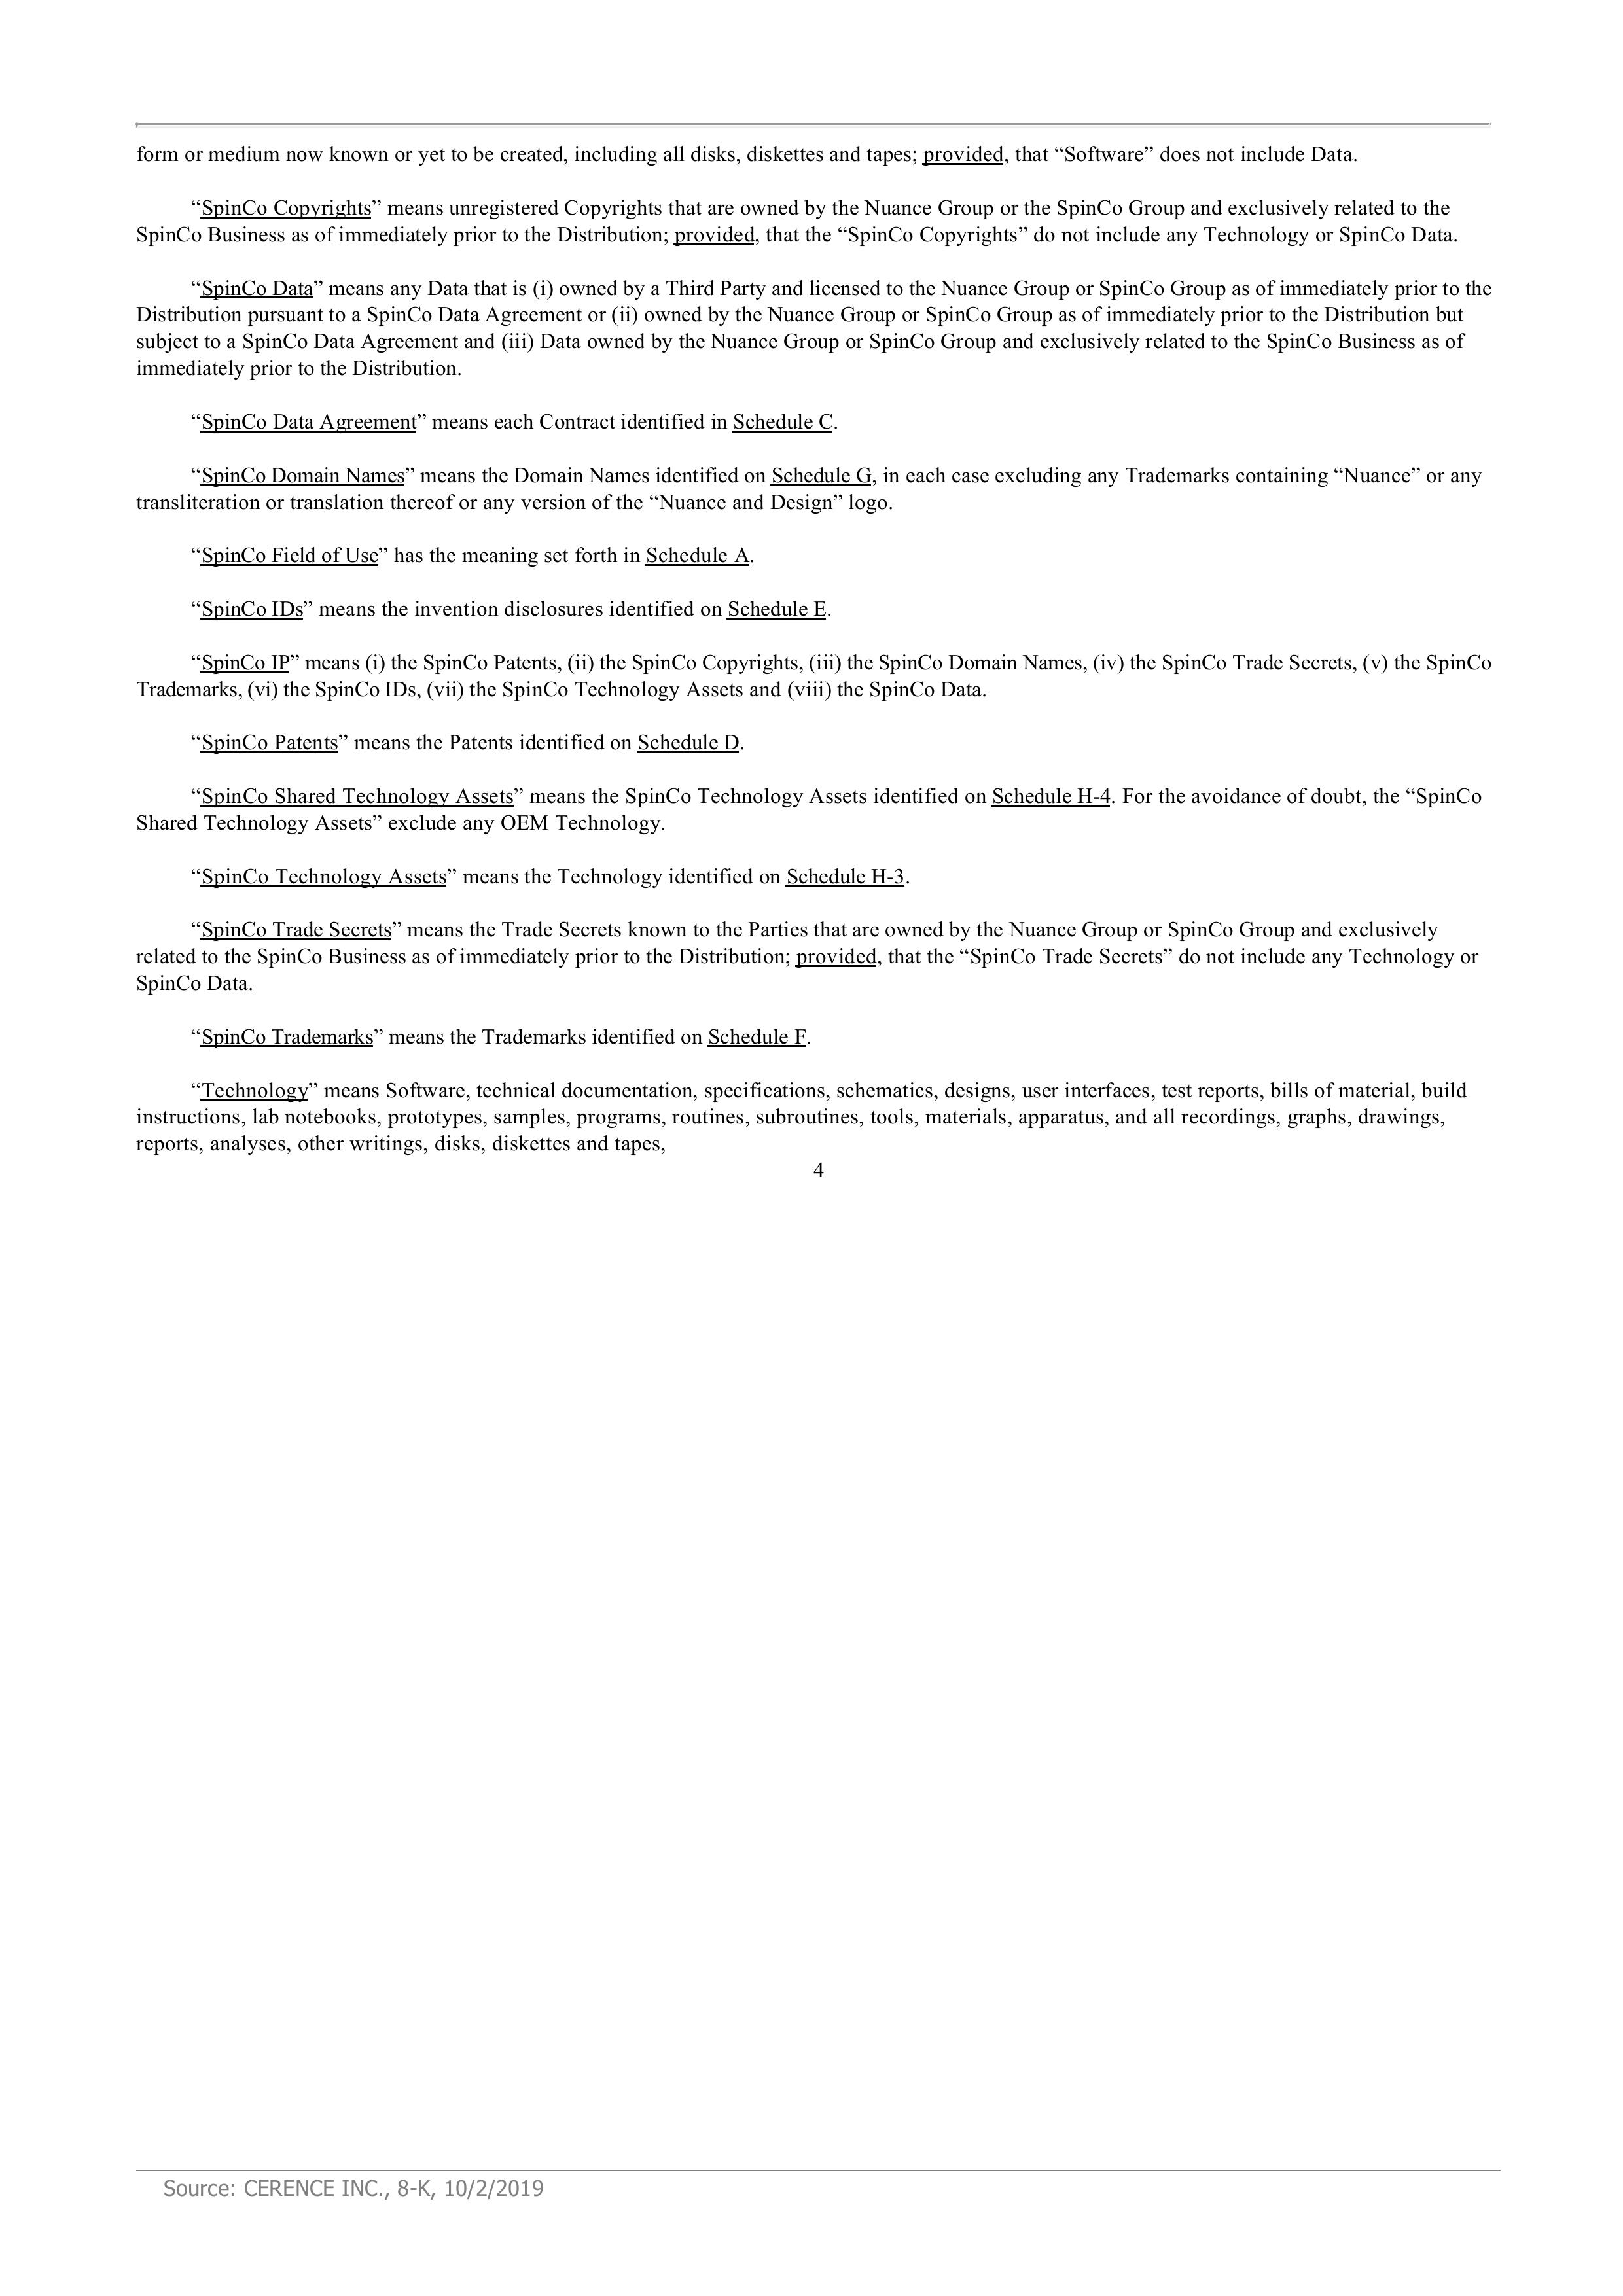 form or medium now known or yet to be created, including all disks, diskettes and tapes; provided, that “Software” does not include Data.
“SpinCo Copyrights” means unregistered Copyrights that are owned by the Nuance Group or the SpinCo Group and exclusively related to the
SpinCo Business as of immediately prior to the Distribution; provided, that the “SpinCo Copyrights” do not include any Technology or SpinCo Data.
“SpinCo Data” means any Data that is (i) owned by a Third Party and licensed to the Nuance Group or SpinCo Group as of immediately prior to the
Distribution pursuant to a SpinCo Data Agreement or (ii) owned by the Nuance Group or SpinCo Group as of immediately prior to the Distribution but
subject to a SpinCo Data Agreement and (iii) Data owned by the Nuance Group or SpinCo Group and exclusively related to the SpinCo Business as of
immediately prior to the Distribution.
“SpinCo Data Agreement” means each Contract identified in Schedule C.
“SpinCo Domain Names” means the Domain Names identified on Schedule G, in each case excluding any Trademarks containing “Nuance” or any
transliteration or translation thereof or any version of the “Nuance and Design” logo.
“SpinCo Field of Use” has the meaning set forth in Schedule A.
“SpinCo IDs” means the invention disclosures identified on Schedule E.
“SpinCo IP” means (i) the SpinCo Patents, (ii) the SpinCo Copyrights, (iii) the SpinCo Domain Names, (iv) the SpinCo Trade Secrets, (v) the SpinCo
Trademarks, (vi) the SpinCo IDs, (vii) the SpinCo Technology Assets and (viii) the SpinCo Data.
“SpinCo Patents” means the Patents identified on Schedule D.
“SpinCo Shared Technology Assets” means the SpinCo Technology Assets identified on Schedule H-4. For the avoidance of doubt, the “SpinCo
Shared Technology Assets” exclude any OEM Technology.
“SpinCo Technology Assets” means the Technology identified on Schedule H-3.
“SpinCo Trade Secrets” means the Trade Secrets known to the Parties that are owned by the Nuance Group or SpinCo Group and exclusively
related to the SpinCo Business as of immediately prior to the Distribution; provided, that the “SpinCo Trade Secrets” do not include any Technology or
SpinCo Data.
“SpinCo Trademarks” means the Trademarks identified on Schedule F.
“Technology” means Software, technical documentation, specifications, schematics, designs, user interfaces, test reports, bills of material, build
instructions, lab notebooks, prototypes, samples, programs, routines, subroutines, tools, materials, apparatus, and all recordings, graphs, drawings,
reports, analyses, other writings, disks, diskettes and tapes,
4
Source: CERENCE INC., 8-K, 10/2/2019